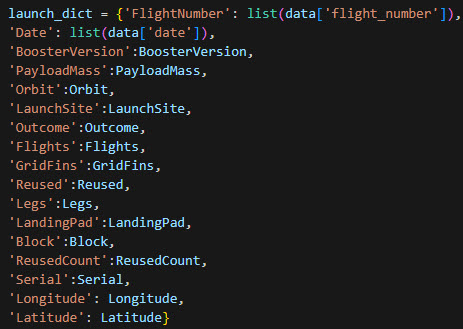 launch_dict = {'FlightNumber': list(data['flight_number']),
'Date': list(data['date']),
'BoosterVersion':BoosterVersion,
'PayloadMass':PayloadMass,
'Orbit':Orbit,
'LaunchSite':LaunchSite,
'Outcome':Outcome,
'Flights':Flights,
'GridFins':GridFins,
'Reused':Reused,
'Legs':Legs,
'LandingPad':LandingPad,
'Block':Block,
'ReusedCount':ReusedCount,
'Serial':Serial,
'Longitude': Longitude,
'Latitude': Latitude}